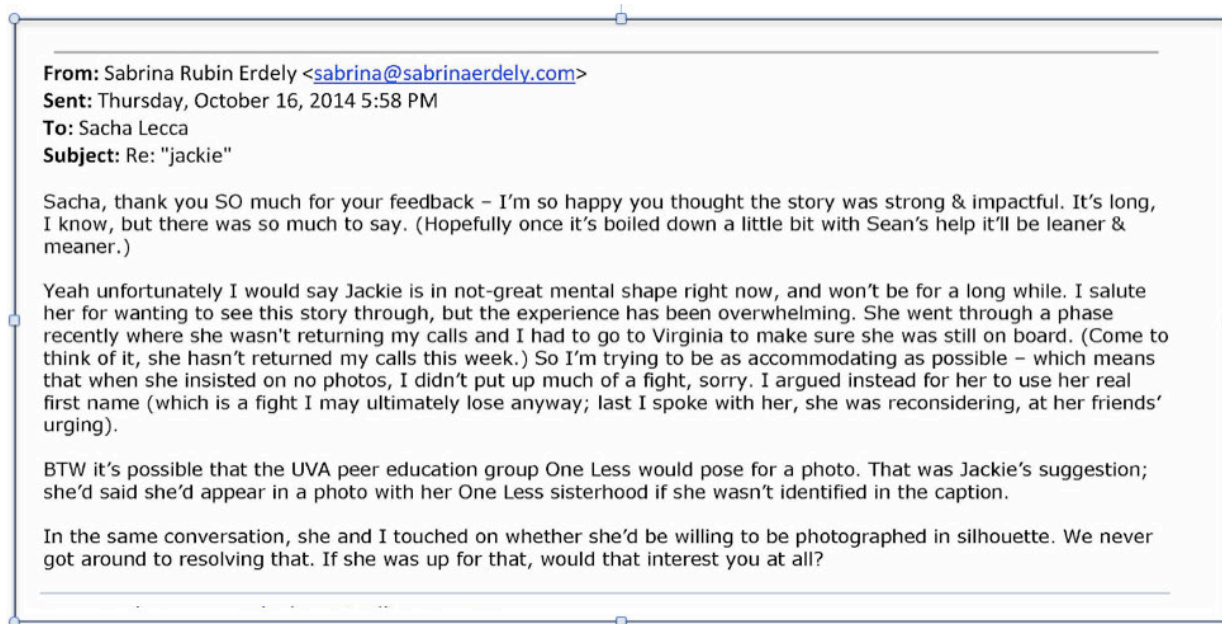 From: Sabrina Rubin Erdely <sabrina@sabrinaerdely.com>
Sent: Thursday, October 16, 2014 5:58 PM
To: Sacha Lecca
Subject: Re: "jackie"
Sacha, thank you SO much for your feedback – I'm so happy you thought the story was strong & impactful. It's long,
I know, but there was so much to say. (Hopefully once it's boiled down a little bit with Sean's help it'll be leaner &
meaner.)
Yeah unfortunately I would say Jackie is in not-great mental shape right now, and won't be for a long while. I salute
her for wanting to see this story through, but the experience has been overwhelming. She went through a phase
recently where she wasn't returning my calls and I had to go to Virginia to make sure she was still on board. (Come to
think of it, she hasn't returned my calls this week.) So I'm trying to be as accommodating as possible – which means
that when she insisted on no photos, I didn't put up much of a fight, sorry. I argued instead for her to use her real
first name (which is a fight I may ultimately lose anyway; last I spoke with her, she was reconsidering, at her friends'
urging).
BTW it's possible that the UVA peer education group One Less would pose for a photo. That was Jackie's suggestion;
she'd said she'd appear in a photo with her One Less sisterhood if she wasn't identified in the caption.
In the same conversation, she and I touched on whether she'd be willing to be photographed in silhouette. We never
got around to resolving that. If she was up for that, would that interest you at all?